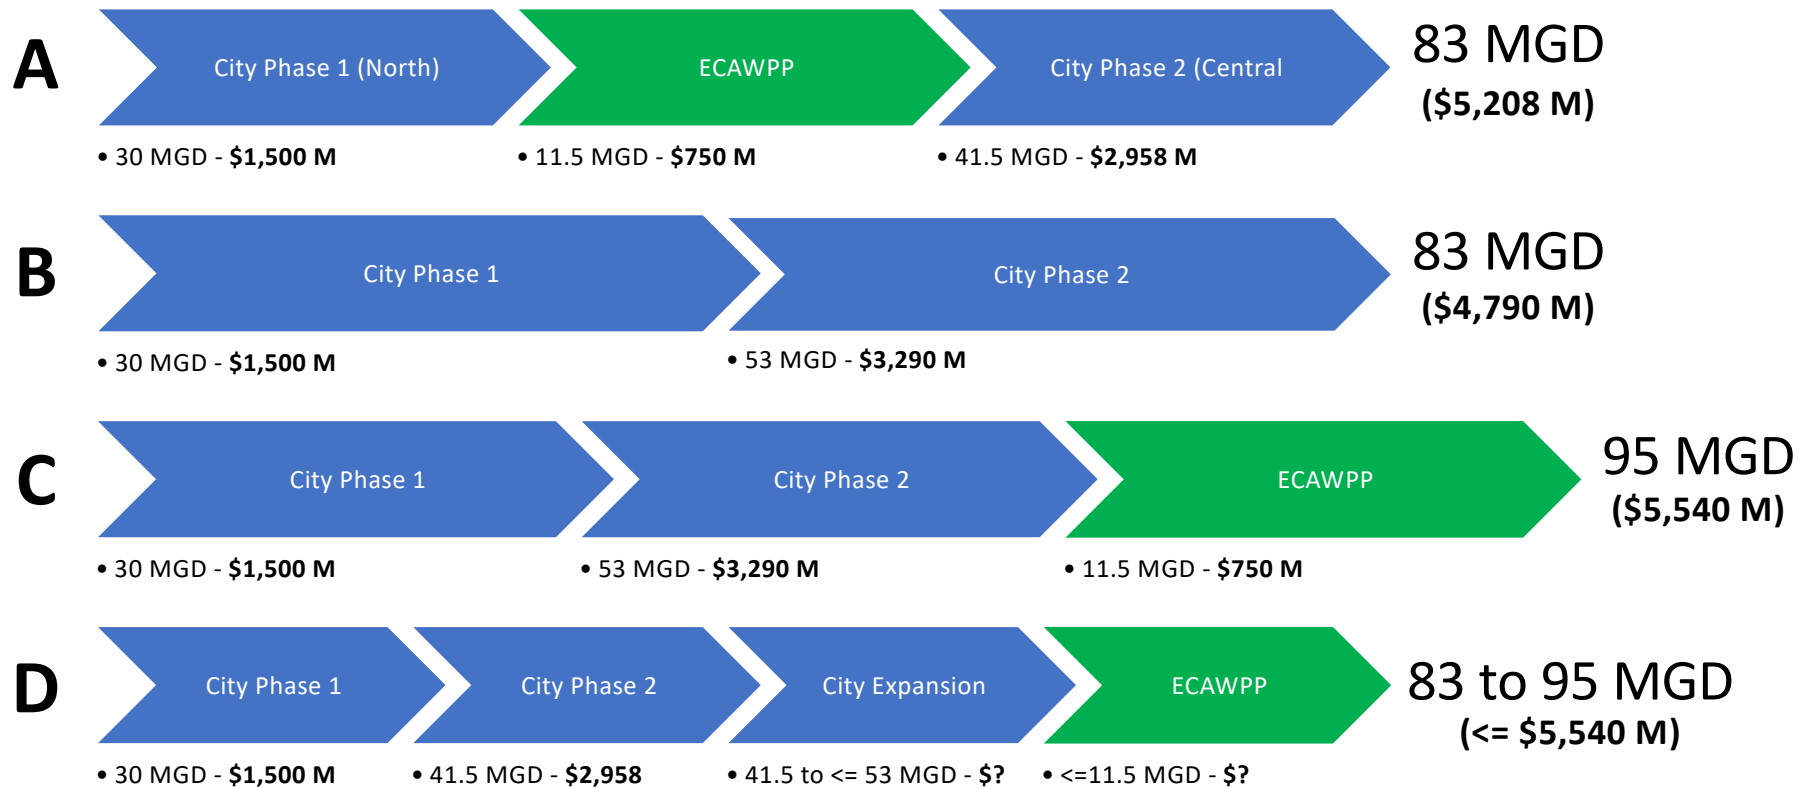 A
City Phase 1 (North)
ECAWPP
City Phase 2 (Central
83 MGD
($5,208 M)
• 30 MGD - $1,500 M
• 11.5 MGD - $750 M
• 41.5 MGD - $2,958 M
B
City Phase 1
City Phase 2
83 MGD
($4,790 M)
• 30 MGD - $1,500 M
• 53 MGD - $3,290 M
C
City Phase 1
City Phase 2
ECAWPP
95 MGD
($5,540 M)
• 30 MGD - $1,500 M
• 53 MGD - $3,290 M
• 11.5 MGD - $750 M
D
City Phase 1
City Phase 2
City Expansion
ECAWPP
83 to 95 MGD
(<= $5,540 M)
• 30 MGD - $1,500 M
• 41.5 MGD - $2,958
• 41.5 to <= 53 MGD - $?
• <=11.5 MGD - $?